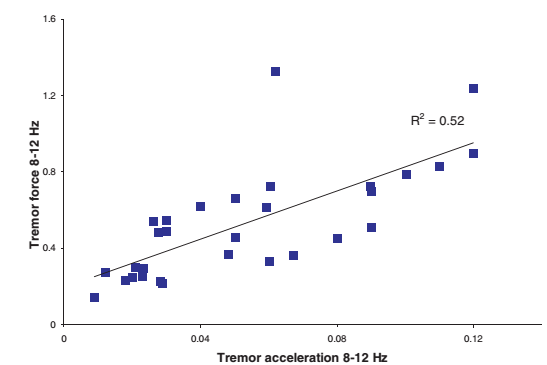 1.6
1.2
R² = 0.52
0.8
0.4
0
0 0.04 0.08 0.12
Tremor force 8-12 Hz
Tremor acceleration 8-12 Hz